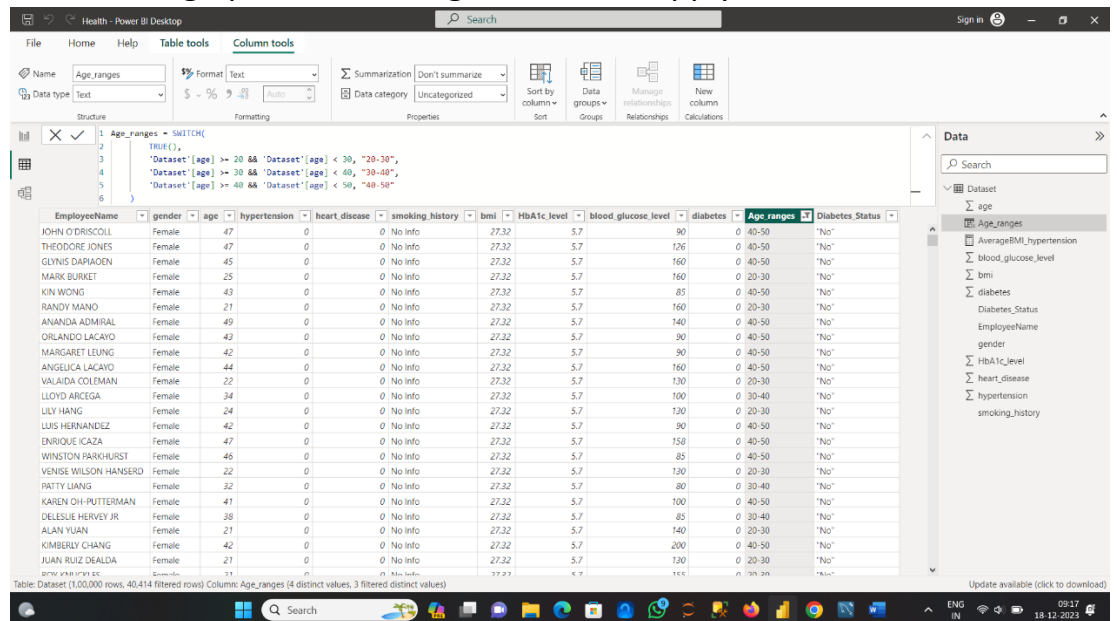 Health - Power BI Desktop
Search
Sign in
File Home Help Table tools Column tools
Name Age_ranges
$% Format Text
Summarization Don't summarize
Data type Text
$ - % 9 Auto
Data category Uncategorized
Sort by column
Data groups
Manage relationships
New column
Structure Formatting Properties Sort Groups Relationships Calculations
1 Age_ranges = SWITCH(
2 TRUE(),
3 'Dataset'[age] >= 20 && 'Dataset'[age] < 30, "20-30",
4 'Dataset'[age] >= 30 && 'Dataset'[age] < 40, "30-40",
5 'Dataset'[age] >= 40 && 'Dataset'[age] < 50, "40-50"
6 )
EmployeeName gender age hypertension heart_disease smoking_history bmi HbA1c_level blood_glucose_level diabetes Age_ranges Diabetes_Status
JOHN O'DRISCOLL Female 47 0 0 No Info 27.32 5.7 90 0 40-50 "No"
THEODORE JONES Female 47 0 0 No Info 27.32 5.7 126 0 40-50 "No"
GLYNIS DAPIAOEN Female 45 0 0 No Info 27.32 5.7 160 0 40-50 "No"
MARK BURKET Female 25 0 0 No Info 27.32 5.7 160 0 20-30 "No"
KIN WONG Female 43 0 0 No Info 27.32 5.7 85 0 40-50 "No"
RANDY MANO Female 21 0 0 No Info 27.32 5.7 160 0 20-30 "No"
ANANDA ADMIRAL Female 49 0 0 No Info 27.32 5.7 140 0 40-50 "No"
ORLANDO LACAYO Female 43 0 0 No Info 27.32 5.7 90 0 40-50 "No"
MARGARET LEUNG Female 42 0 0 No Info 27.32 5.7 90 0 40-50 "No"
ANGELICA LACAYO Female 44 0 0 No Info 27.32 5.7 160 0 40-50 "No"
VALAIDA COLEMAN Female 22 0 0 No Info 27.32 5.7 130 0 20-30 "No"
LLOYD ARCEGA Female 34 0 0 No Info 27.32 5.7 100 0 30-40 "No"
LILY HANG Female 24 0 0 No Info 27.32 5.7 130 0 20-30 "No"
LUIS HERNANDEZ Female 42 0 0 No Info 27.32 5.7 90 0 40-50 "No"
ENRIQUE ICAZA Female 47 0 0 No Info 27.32 5.7 158 0 40-50 "No"
WINSTON PARKHURST Female 46 0 0 No Info 27.32 5.7 85 0 40-50 "No"
VENISE WILSON HANSERD Female 22 0 0 No Info 27.32 5.7 130 0 20-30 "No"
PATTY LIANG Female 32 0 0 No Info 27.32 5.7 80 0 30-40 "No"
KAREN OH-PUTTERMAN Female 41 0 0 No Info 27.32 5.7 100 0 40-50 "No"
DELESLIE HERVEY JR Female 38 0 0 No Info 27.32 5.7 85 0 30-40 "No"
ALAN YUAN Female 21 0 0 No Info 27.32 5.7 140 0 20-30 "No"
KIMBERLY CHANG Female 42 0 0 No Info 27.32 5.7 200 0 40-50 "No"
JUAN RUIZ DEALDA Female 21 0 0 No Info 27.32 5.7 130 0 20-30 "No"
Data
Search
Dataset
age
Age_ranges
AverageBMI_hypertension
blood_glucose_level
bmi
diabetes
Diabetes_Status
EmployeeName
gender
HbA1c_level
heart_disease
hypertension
smoking_history
Table: Dataset (1,00,000 rows, 40,414 filtered rows) Column: Age_ranges (4 distinct values, 3 filtered distinct values)
Update available (click to download)
Search
ENG IN
09:17
18-12-2023